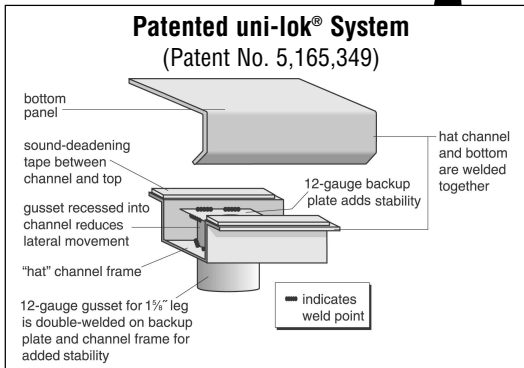 Patented uni-lok® System
(Patent No. 5,165,349)
bottom
panel
sound-deadening
tape between
channel and top
gusset recessed into
channel reduces
lateral movement
"hat" channel frame
12-gauge gusset for 1⅝˝ leg
is double-welded on backup
plate and channel frame for
added stability
12-gauge backup
plate adds stability
hat channel
and bottom
are welded
together
indicates
weld point